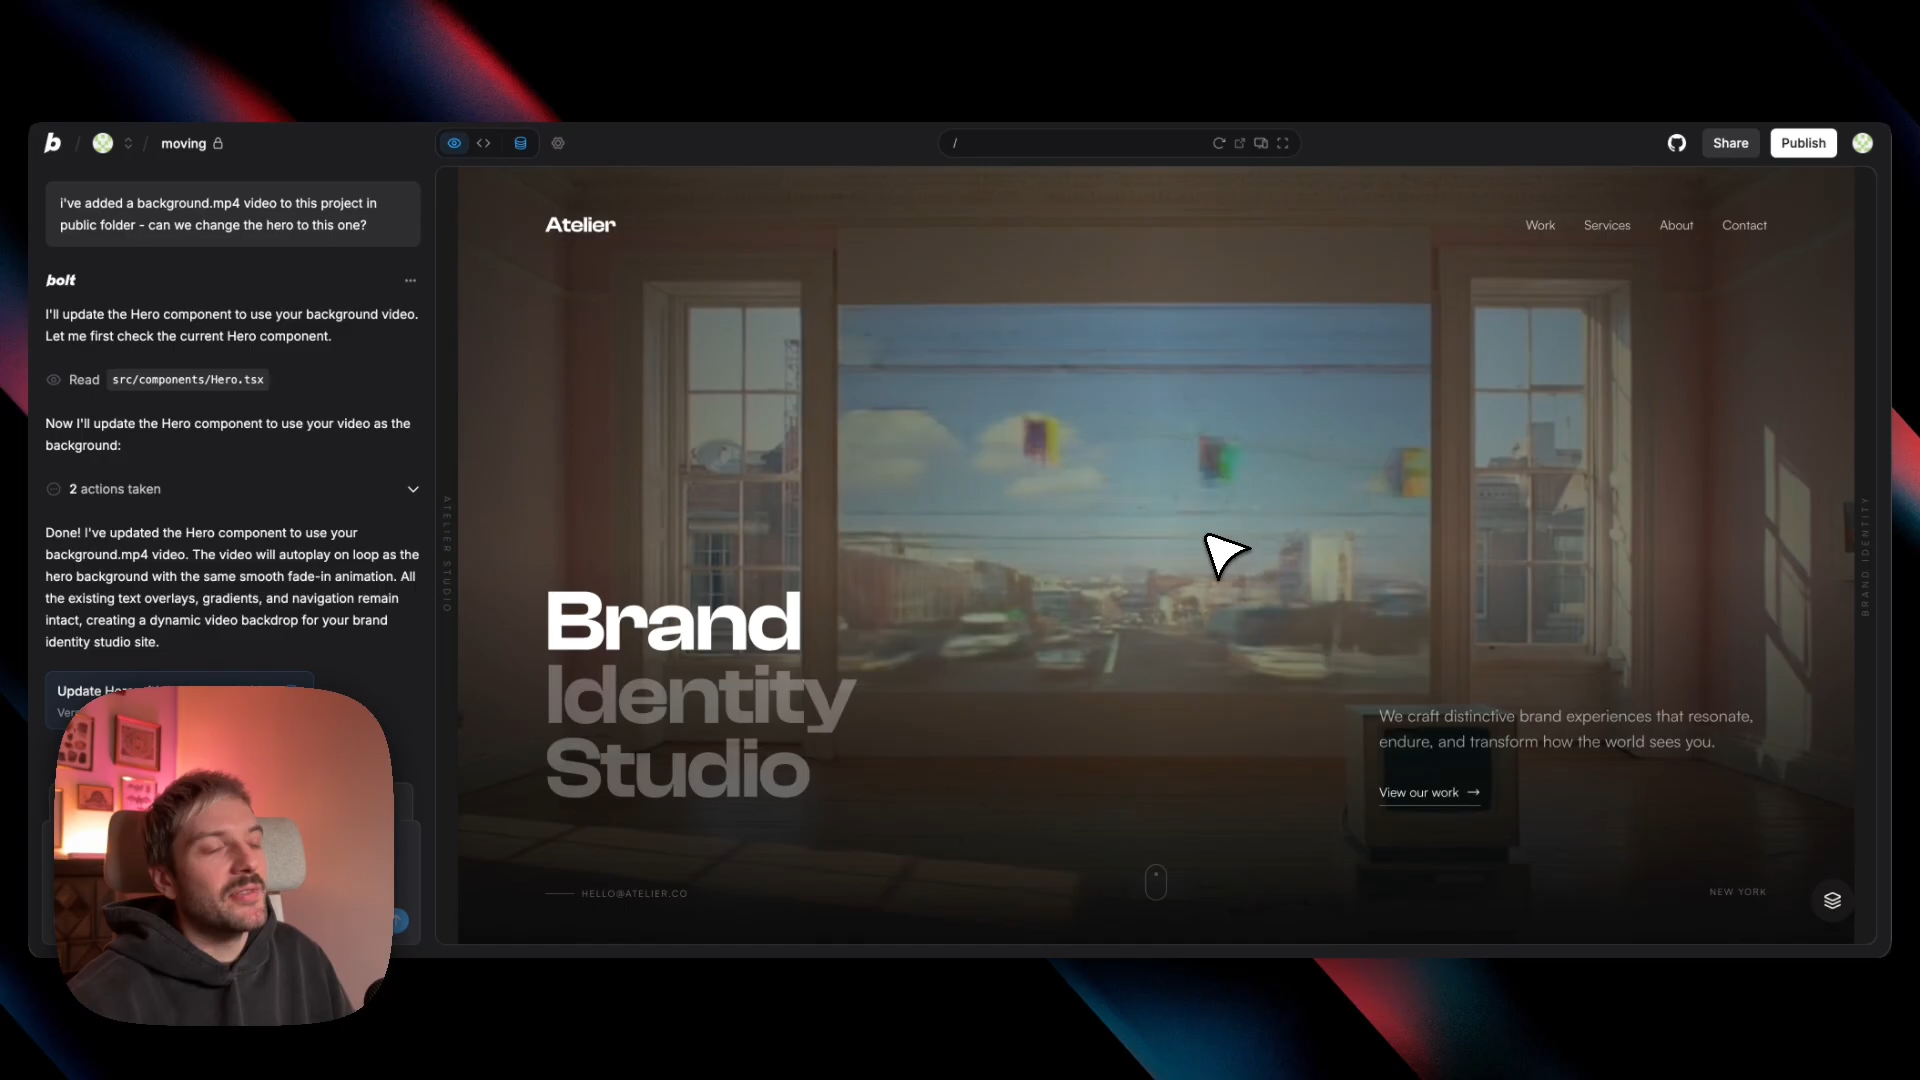 b / / moving
/
Share
Publish
i've added a background.mp4 video to this project in
public folder - can we change the hero to this one?
bolt
I'll update the Hero component to use your background video.
Let me first check the current Hero component.
Read src/components/Hero.tsx
Now I'll update the Hero component to use your video as the
background:
2 actions taken
Done! I've updated the Hero component to use your
background.mp4 video. The video will autoplay on loop as the
hero background with the same smooth fade-in animation. All
the existing text overlays, gradients, and navigation remain
intact, creating a dynamic video backdrop for your brand
identity studio site.
Update
ATELIER STUDIO
Atelier
Work
Services
About
Contact
Brand
Identity
Studio
We craft distinctive brand experiences that resonate,
endure, and transform how the world sees you.
View our work →
HELLO@ATELIER.CO
NEW YORK
BRAND IDENTITY